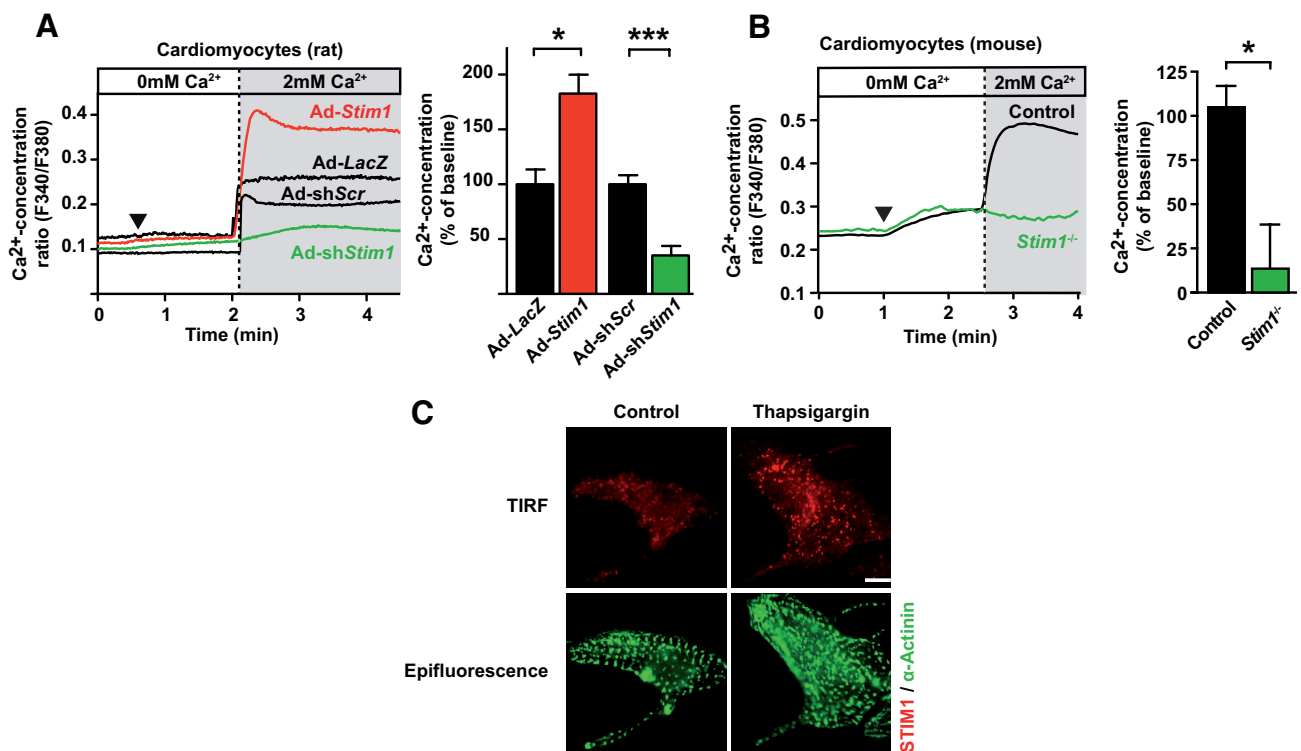 A
Cardiomyocytes (rat)
0mM Ca²⁺
2mM Ca²⁺
Ca²⁺-concentration
ratio (F340/F380)
0.4
0.3
0.2
0.1
Ad-Stim1
Ad-LacZ
Ad-shScr
Ad-shStim1
0
1
2
3
4
Time (min)
*
***
Ca²⁺-concentration
(% of baseline)
200
150
100
50
Ad-LacZ
Ad-Stim1
Ad-shScr
Ad-shStim1
B
Cardiomyocytes (mouse)
0mM Ca²⁺
2mM Ca²⁺
Ca²⁺-concentration
ratio (F340/F380)
0.5
0.4
0.3
0.2
0.1
Control
Stim1⁻/⁻
0
1
2
3
4
Time (min)
*
Ca²⁺-concentration
(% of baseline)
125
100
75
50
25
0
Control
Stim1⁻/⁻
C
Control
Thapsigargin
TIRF
Epifluorescence
STIM1 / α-Actinin